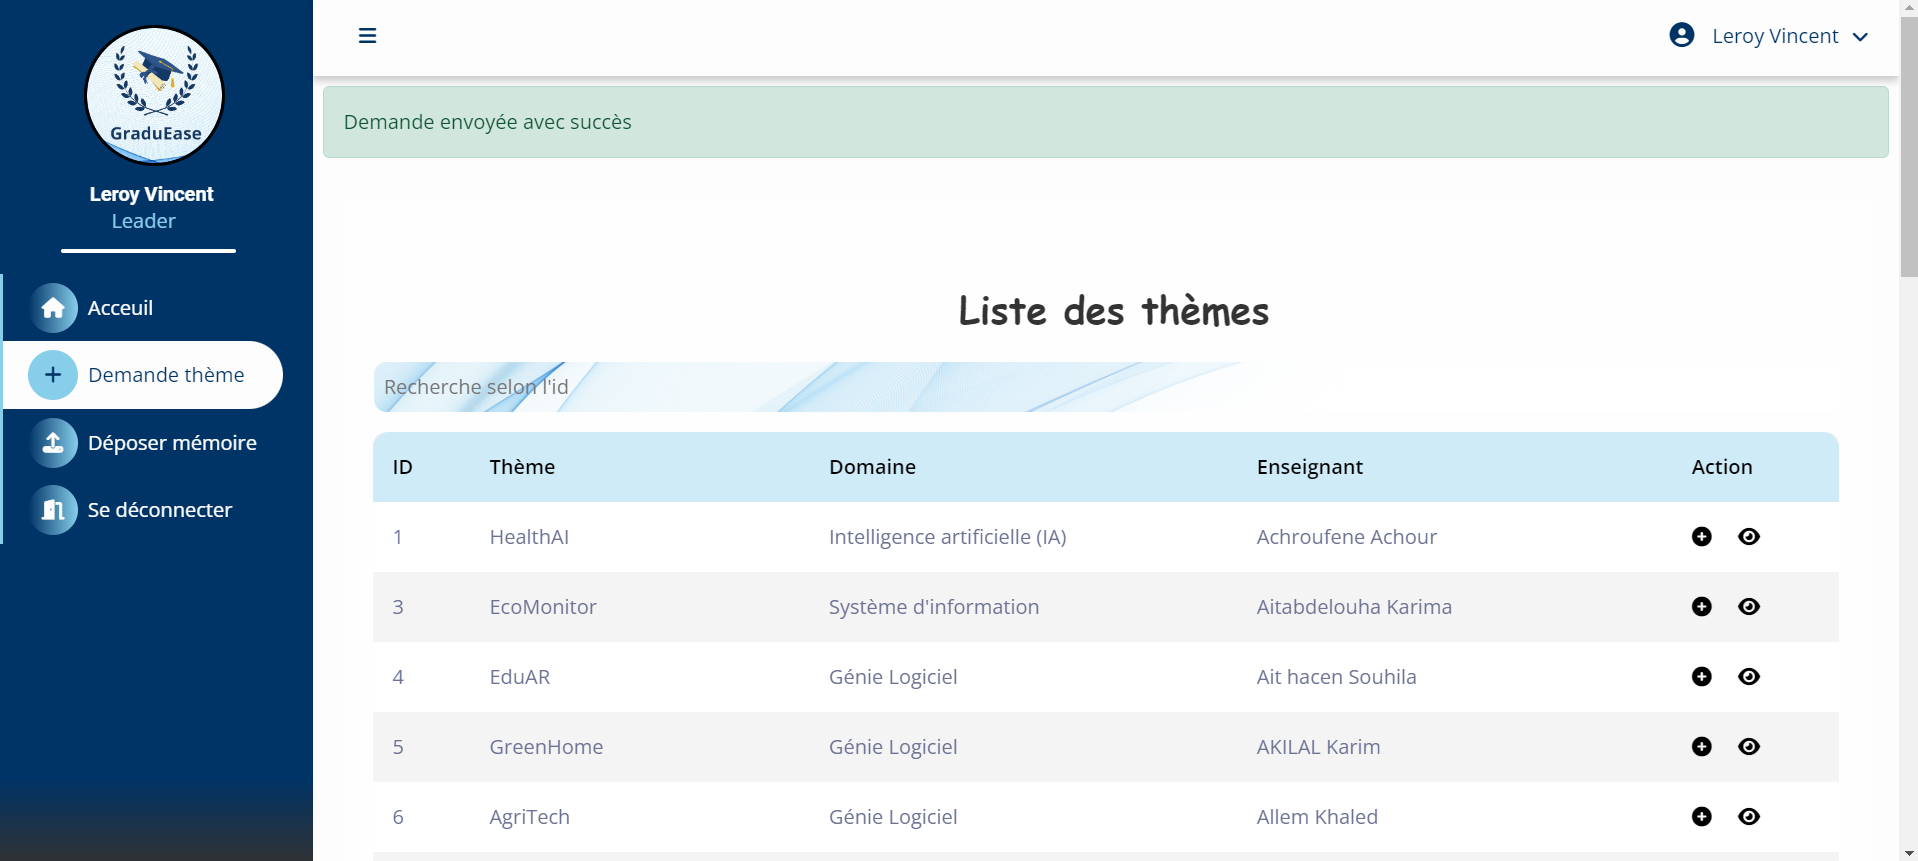 GraduEase
Leroy Vincent
Leader
Acceuil
Demande thème
Déposer mémoire
Se déconnecter
Leroy Vincent
Demande envoyée avec succès
Liste des thèmes
Recherche selon l'id
ID Thème Domaine Enseignant Action
1 HealthAI Intelligence artificielle (IA) Achroufene Achour
3 EcoMonitor Système d'information Aitabdelouha Karima
4 EduAR Génie Logiciel Ait hacen Souhila
5 GreenHome Génie Logiciel AKILAL Karim
6 AgriTech Génie Logiciel Allem Khaled